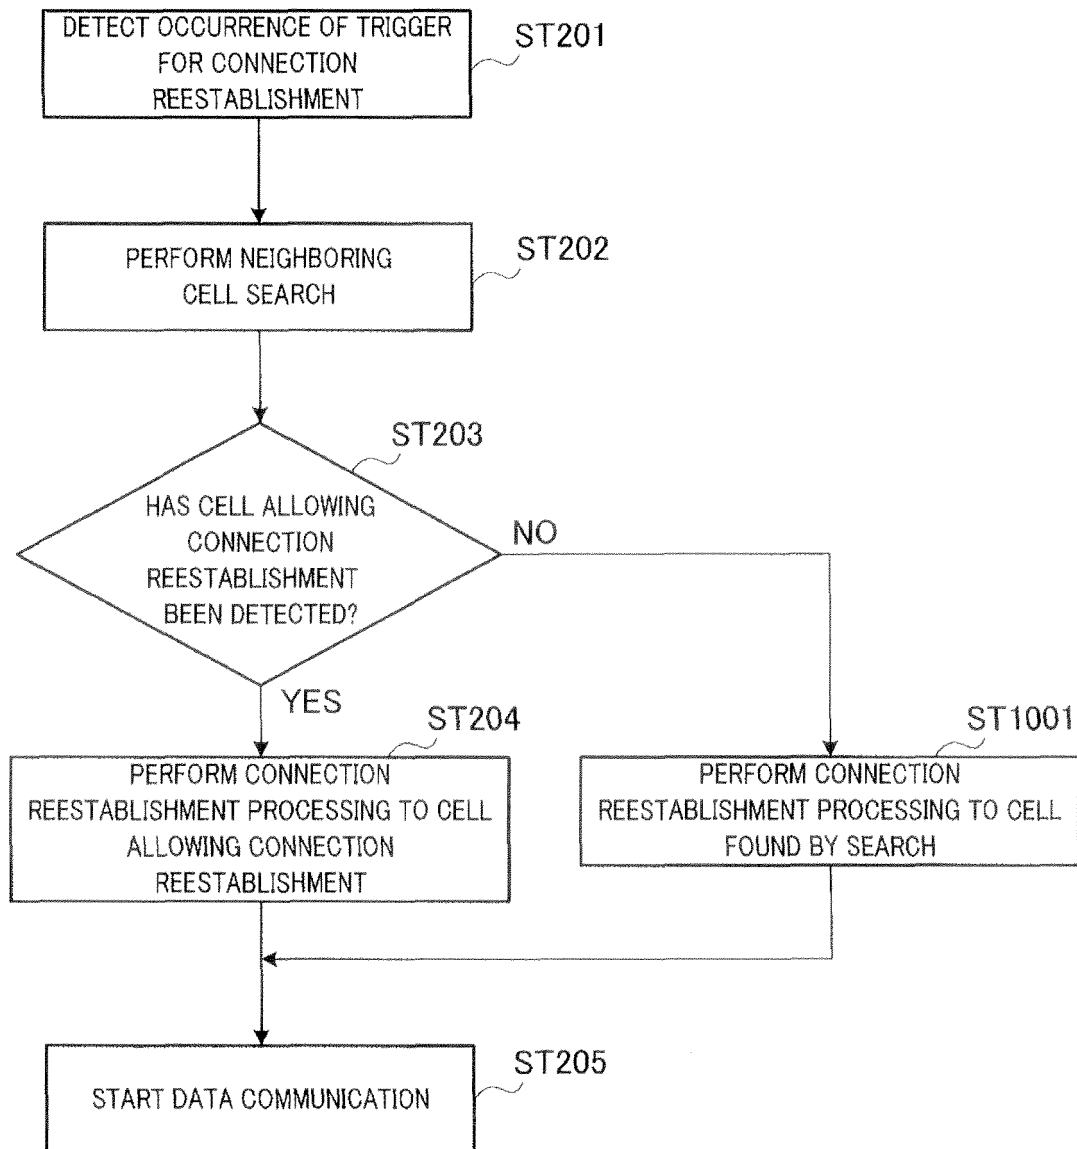 DETECT OCCURRENCE OF TRIGGER
FOR CONNECTION
REESTABLISHMENT
ST201
PERFORM NEIGHBORING
CELL SEARCH
ST202
ST203
HAS CELL ALLOWING
CONNECTION
REESTABLISHMENT
BEEN DETECTED?
NO
YES
ST204
PERFORM CONNECTION
REESTABLISHMENT PROCESSING TO CELL
ALLOWING CONNECTION
REESTABLISHMENT
ST1001
PERFORM CONNECTION
REESTABLISHMENT PROCESSING TO CELL
FOUND BY SEARCH
START DATA COMMUNICATION
ST205